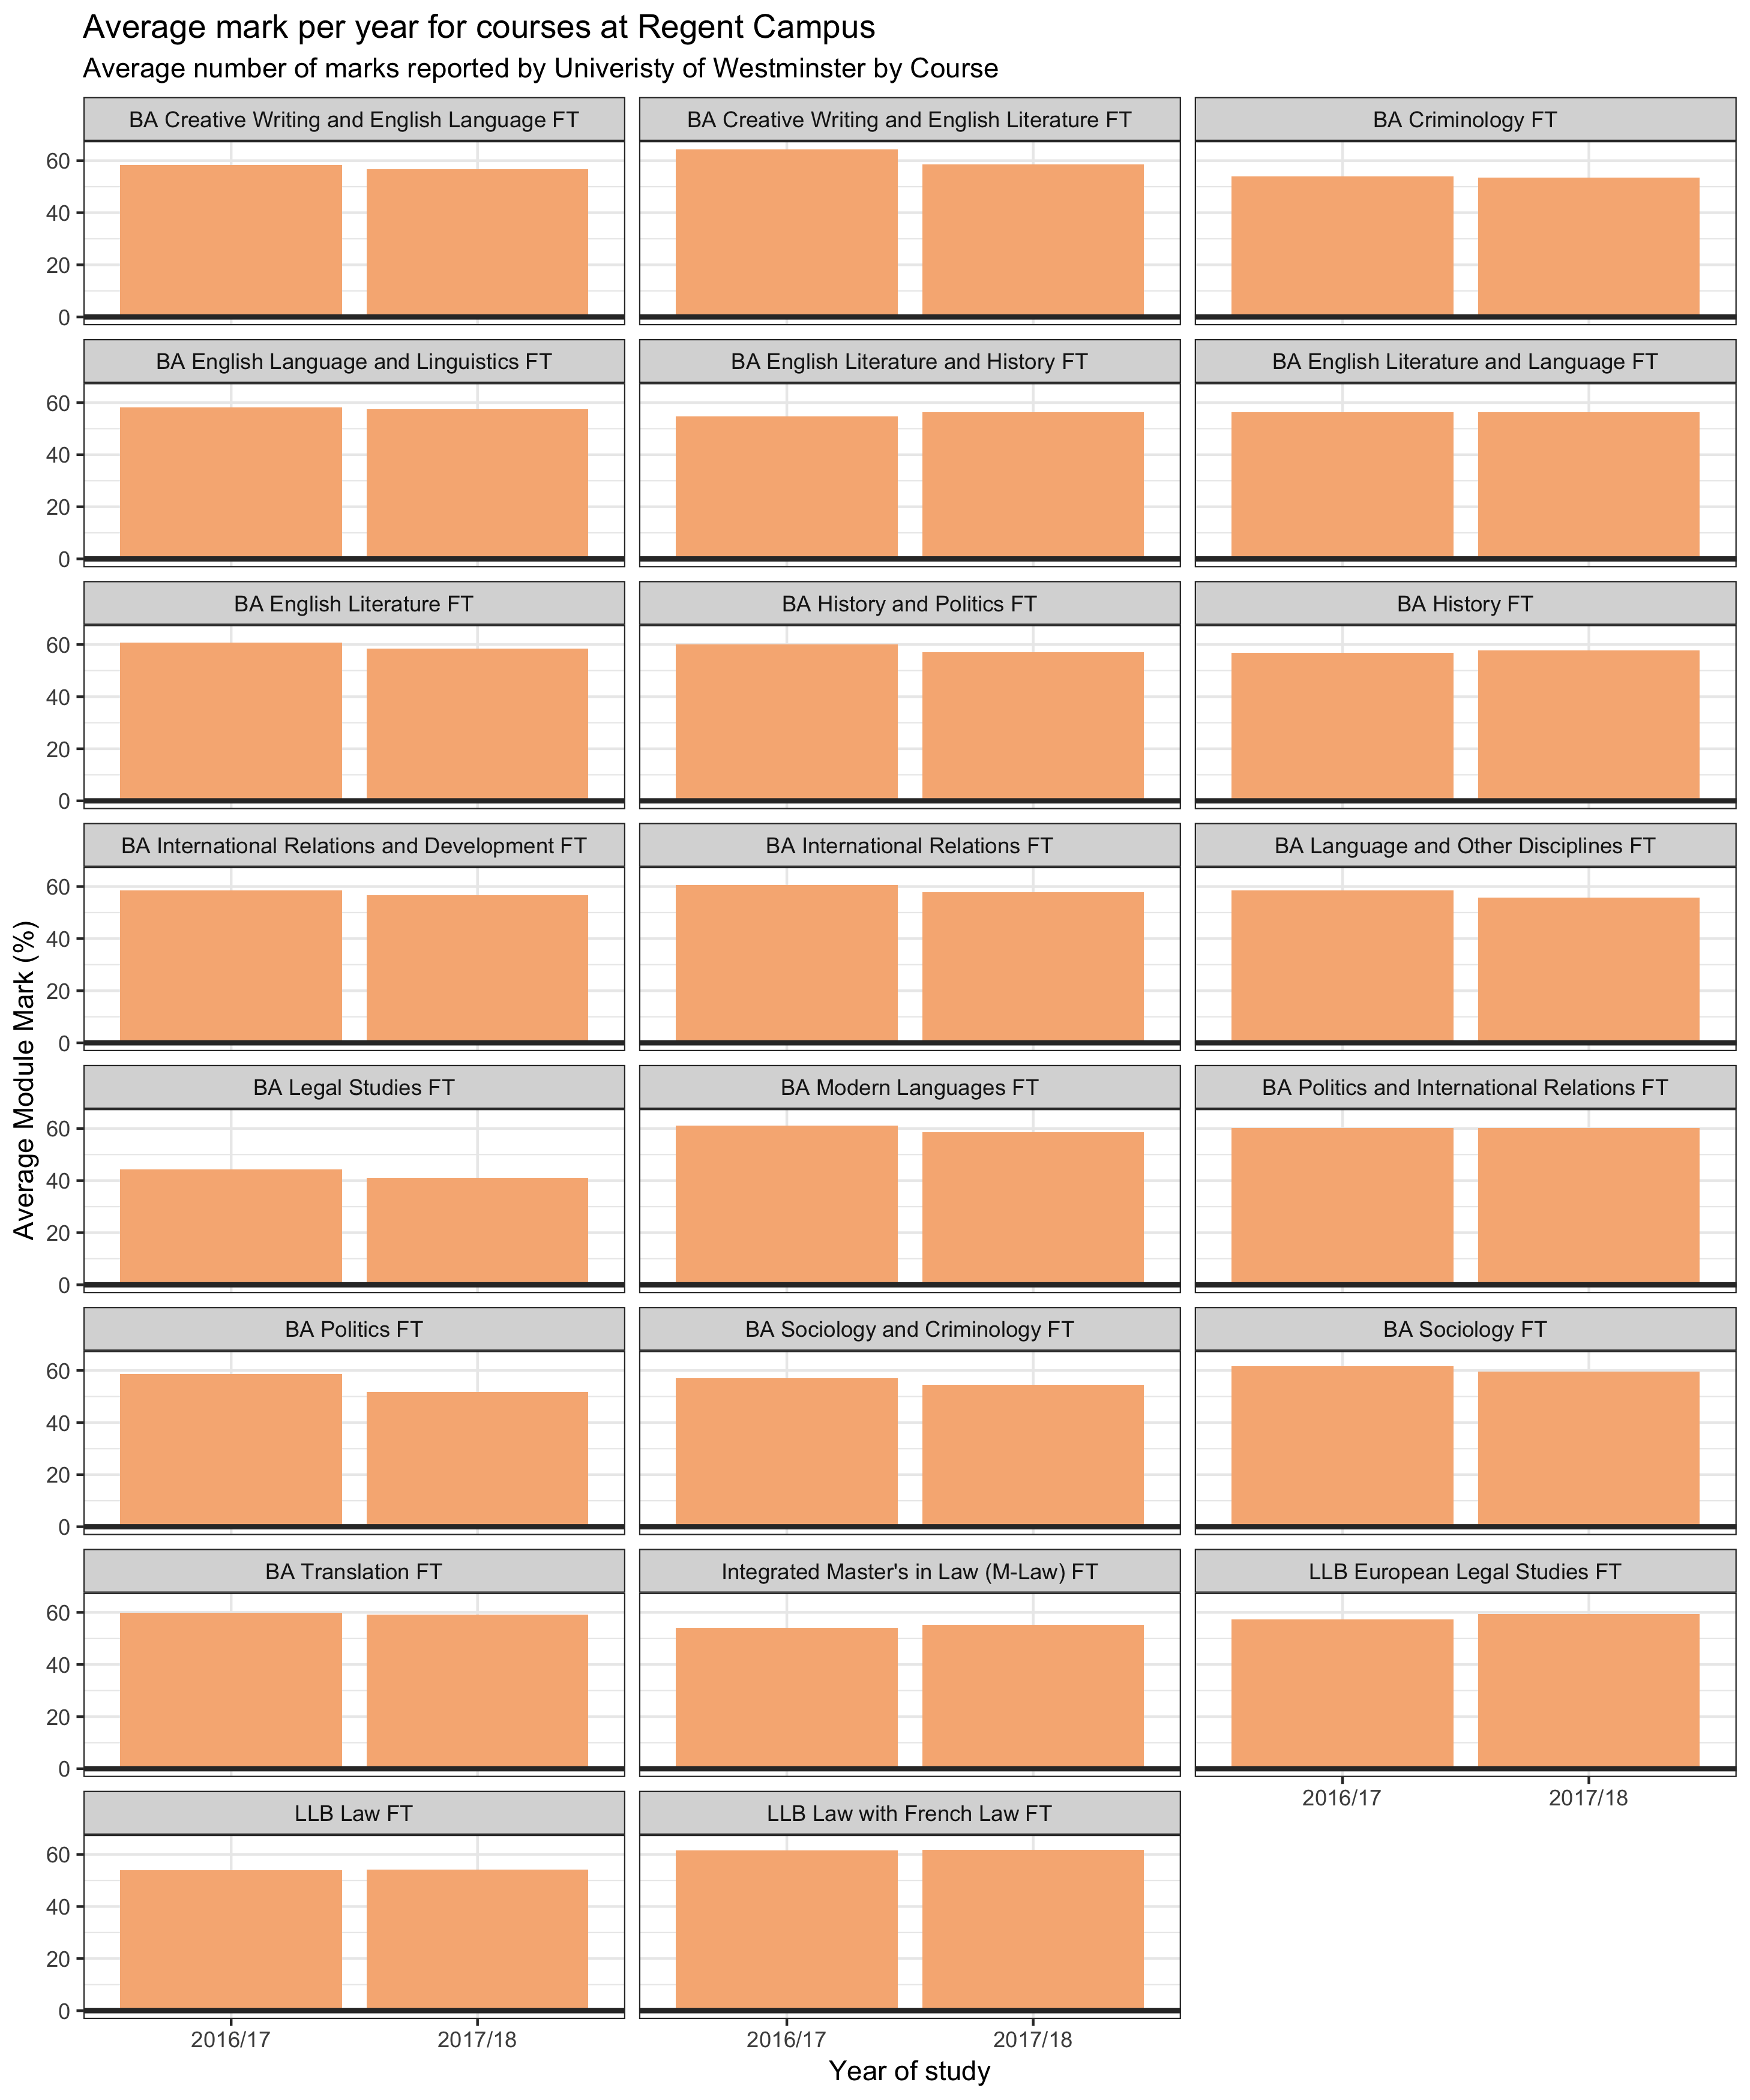 Average mark per year for courses at Regent Campus
Average number of marks reported by Univeristy of Westminster by Course
BA Creative Writing and English Language FT
BA Creative Writing and English Literature FT
BA Criminology FT
60
40
20
0
BA English Language and Linguistics FT
BA English Literature and History FT
BA English Literature and Language FT
60
40
20
0
BA English Literature FT
BA History and Politics FT
BA History FT
60
40
20
0
BA International Relations and Development FT
BA International Relations FT
BA Language and Other Disciplines FT
60
40
20
0
Average Module Mark (%)
BA Legal Studies FT
BA Modern Languages FT
BA Politics and International Relations FT
60
40
20
0
BA Politics FT
BA Sociology and Criminology FT
BA Sociology FT
60
40
20
0
BA Translation FT
Integrated Master's in Law (M-Law) FT
LLB European Legal Studies FT
60
40
20
0
2016/17
2017/18
LLB Law FT
LLB Law with French Law FT
60
40
20
0
2016/17
2017/18
2016/17
2017/18
Year of study